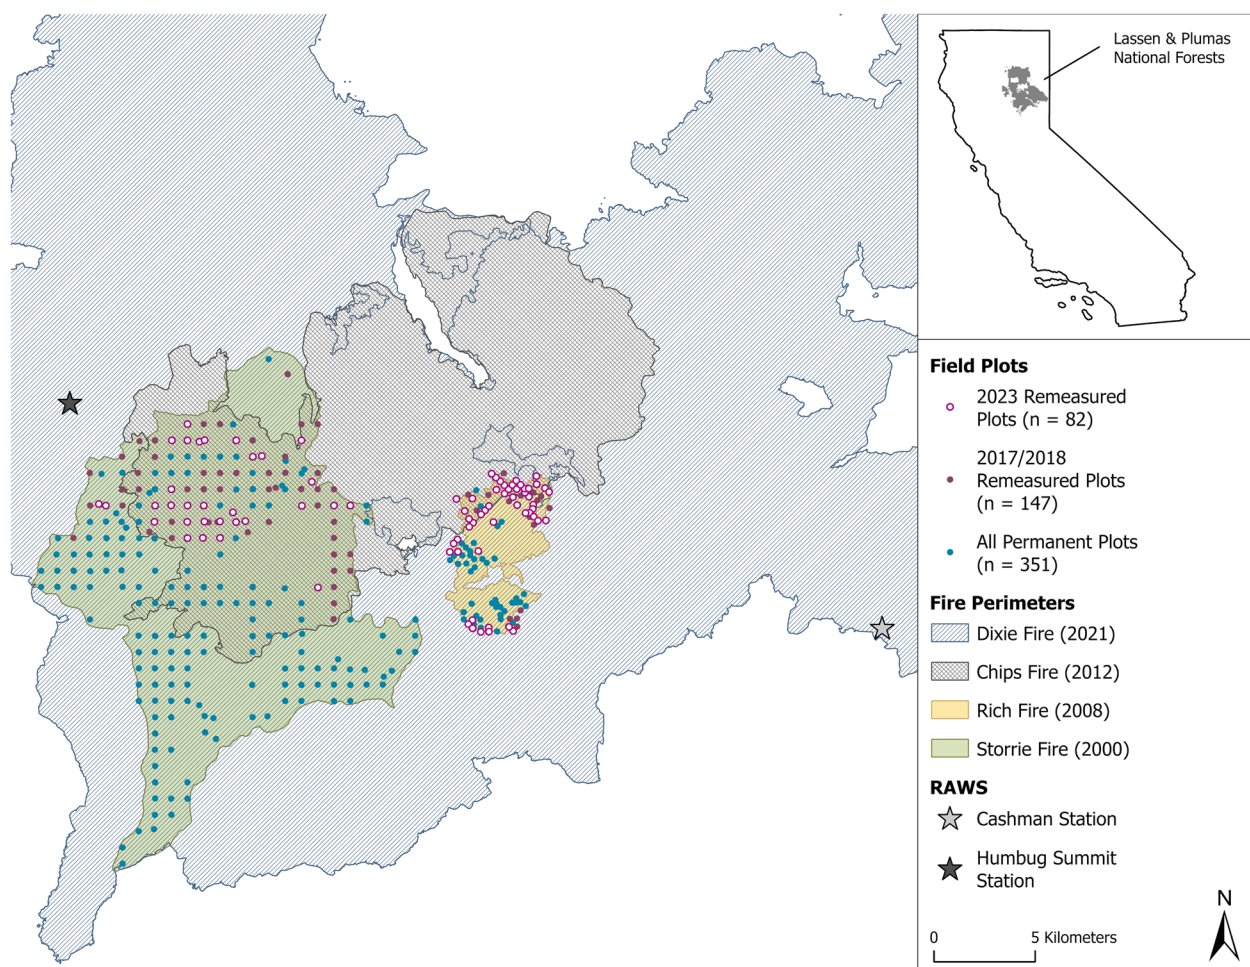 Lassen & Plumas
National Forests
Field Plots
2023 Remeasured
Plots (n = 82)
2017/2018
Remeasured Plots
(n = 147)
All Permanent Plots
(n = 351)
Fire Perimeters
Dixie Fire (2021)
Chips Fire (2012)
Rich Fire (2008)
Storrie Fire (2000)
RAWS
Cashman Station
Humbug Summit
Station
N
0 5 Kilometers